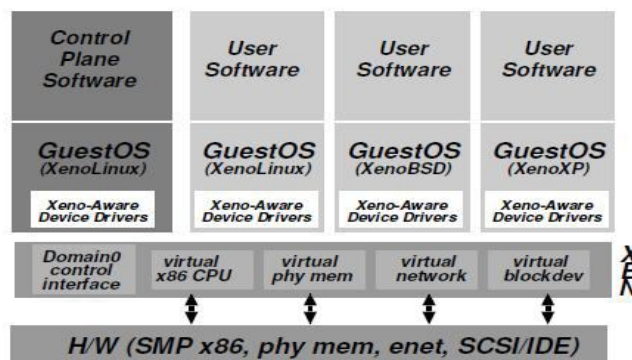 Control
Plane
Software
User
Software
User
Software
User
Software
GuestOS
(XenoLinux)
Xeno-Aware
Device Drivers
GuestOS
(XenoLinux)
Xeno-Aware
Device Drivers
GuestOS
(XenoBSD)
Xeno-Aware
Device Drivers
GuestOS
(XenoXP)
Xeno-Aware
Device Drivers
Domain0
control
interface
virtual
x86 CPU
virtual
phy mem
virtual
network
virtual
blockdev
X
E
N
H/W (SMP x86, phy mem, enet, SCSI/IDE)